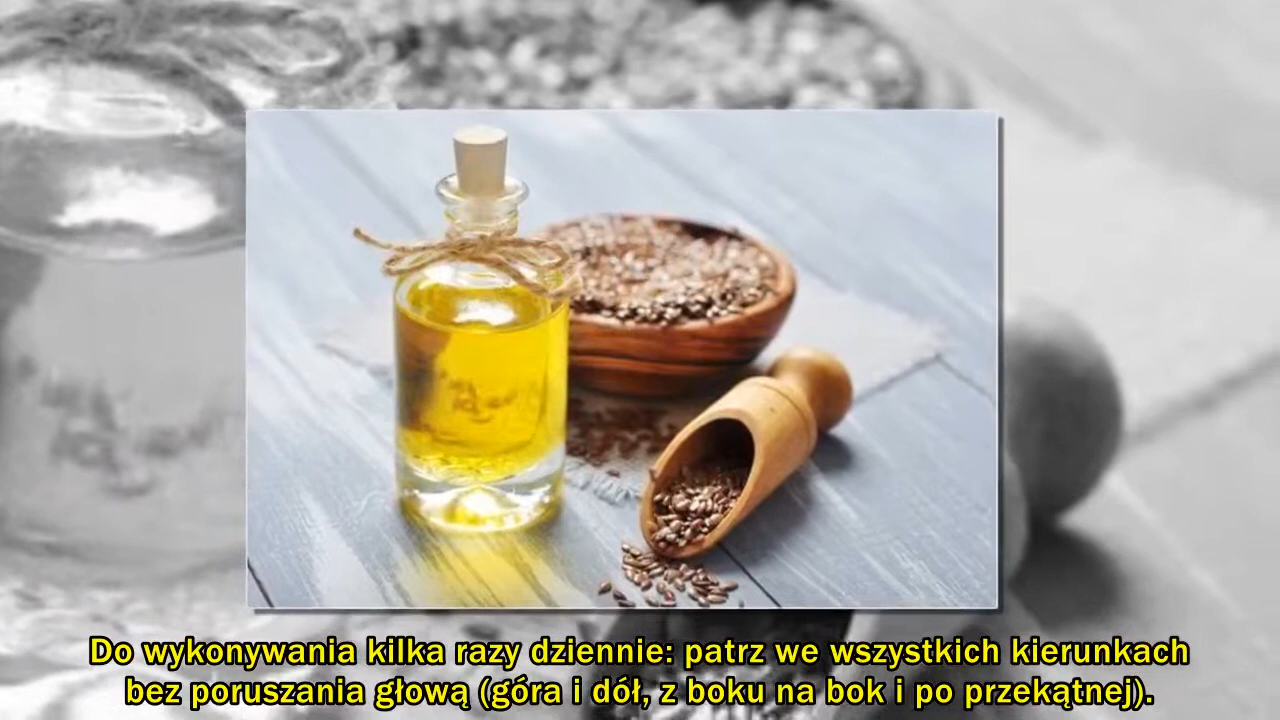 Do wykonywania kilka razy dziennie: patrz we wszystkich kierunkach
bez poruszania głową (góra i dół, z boku na bok i po przekątnej).